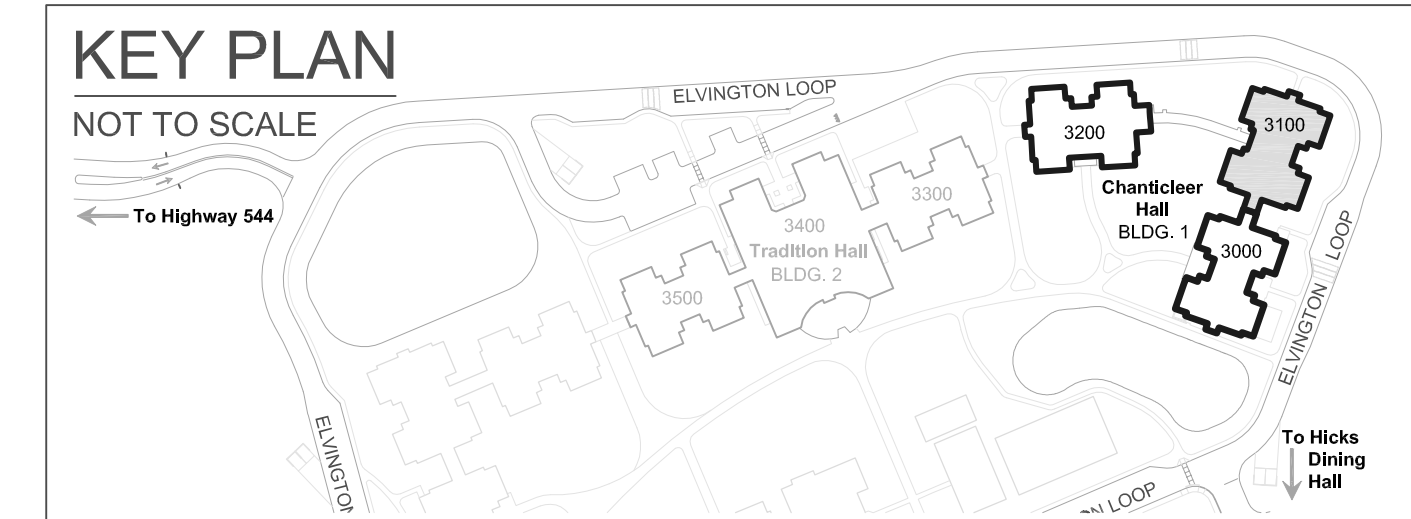 KEY PLAN
NOT TO SCALE
ELVINGTON LOOP
To Highway 544
3200
3100
Chanticleer
Hall
BLDG. 1
3000
3300
3400
Tradition Hall
BLDG. 2
3500
ELVINGTON LOOP
ELVINGTON
To Hicks
Dining
Hall
ON LOOP